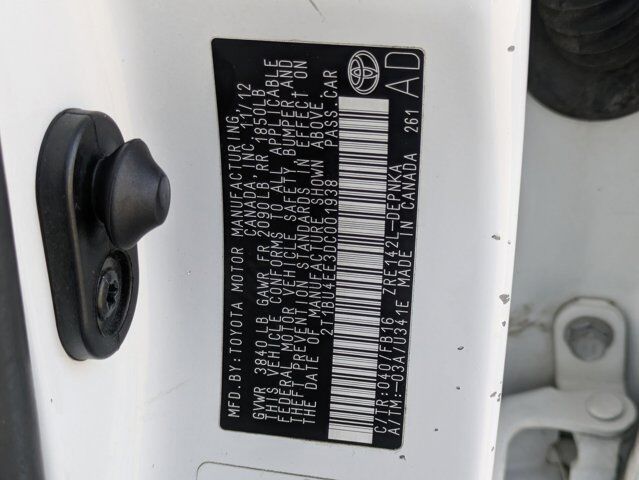 MFD. BY: TOYOTA MOTOR MANUFACTURING,
CANADA, INC. 11/12
GVWR 3840LB GAWR FR 2090LB, RR 1850LB
THIS VEHICLE CONFORMS TO ALL APPLICABLE
FEDERAL MOTOR VEHICLE SAFETY, BUMPER, AND
THEFT PREVENTION STANDARDS IN EFFECT ON
THE DATE OF MANUFACTURE SHOWN ABOVE.
2T1BU4EE3DC001938 PASS. CAR
C/TR:040/FB16 ZRE142L-DEPNKA
A/TM:-03A/U341E MADE IN CANADA 261
AD